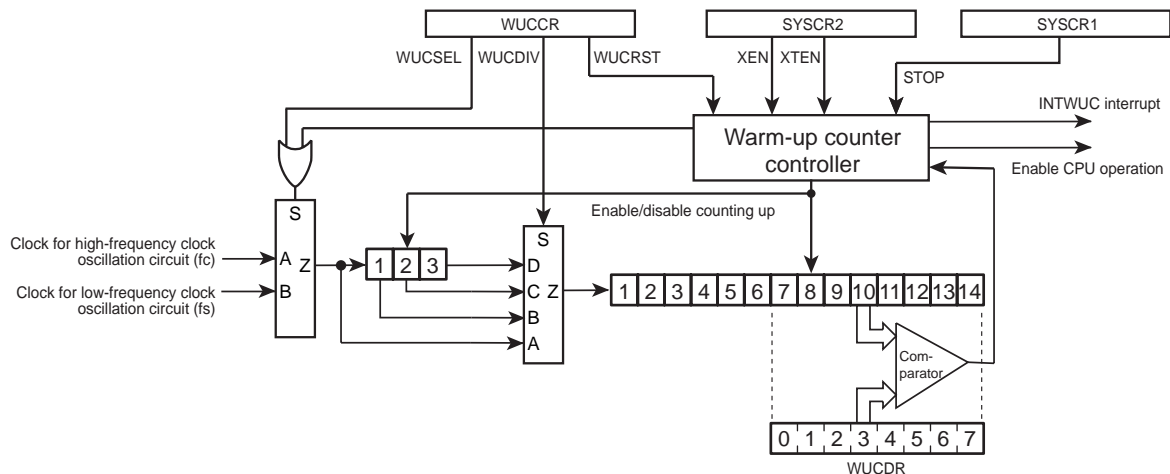 WUCCR
SYSCR2
SYSCR1
WUCSEL
WUCDIV
WUCRST
XEN
XTEN
STOP
INTWUC interrupt
Warm-up counter
controller
Enable CPU operation
S
Enable/disable counting up
S
Clock for high-frequency clock
oscillation circuit (fc)
A
Z
1 2 3
D
Clock for low-frequency clock
oscillation circuit (fs)
B
C
Z
B
A
1 2 3 4 5 6 7 8 9 10 11 12 13 14
Com-
parator
0 1 2 3 4 5 6 7
WUCDR